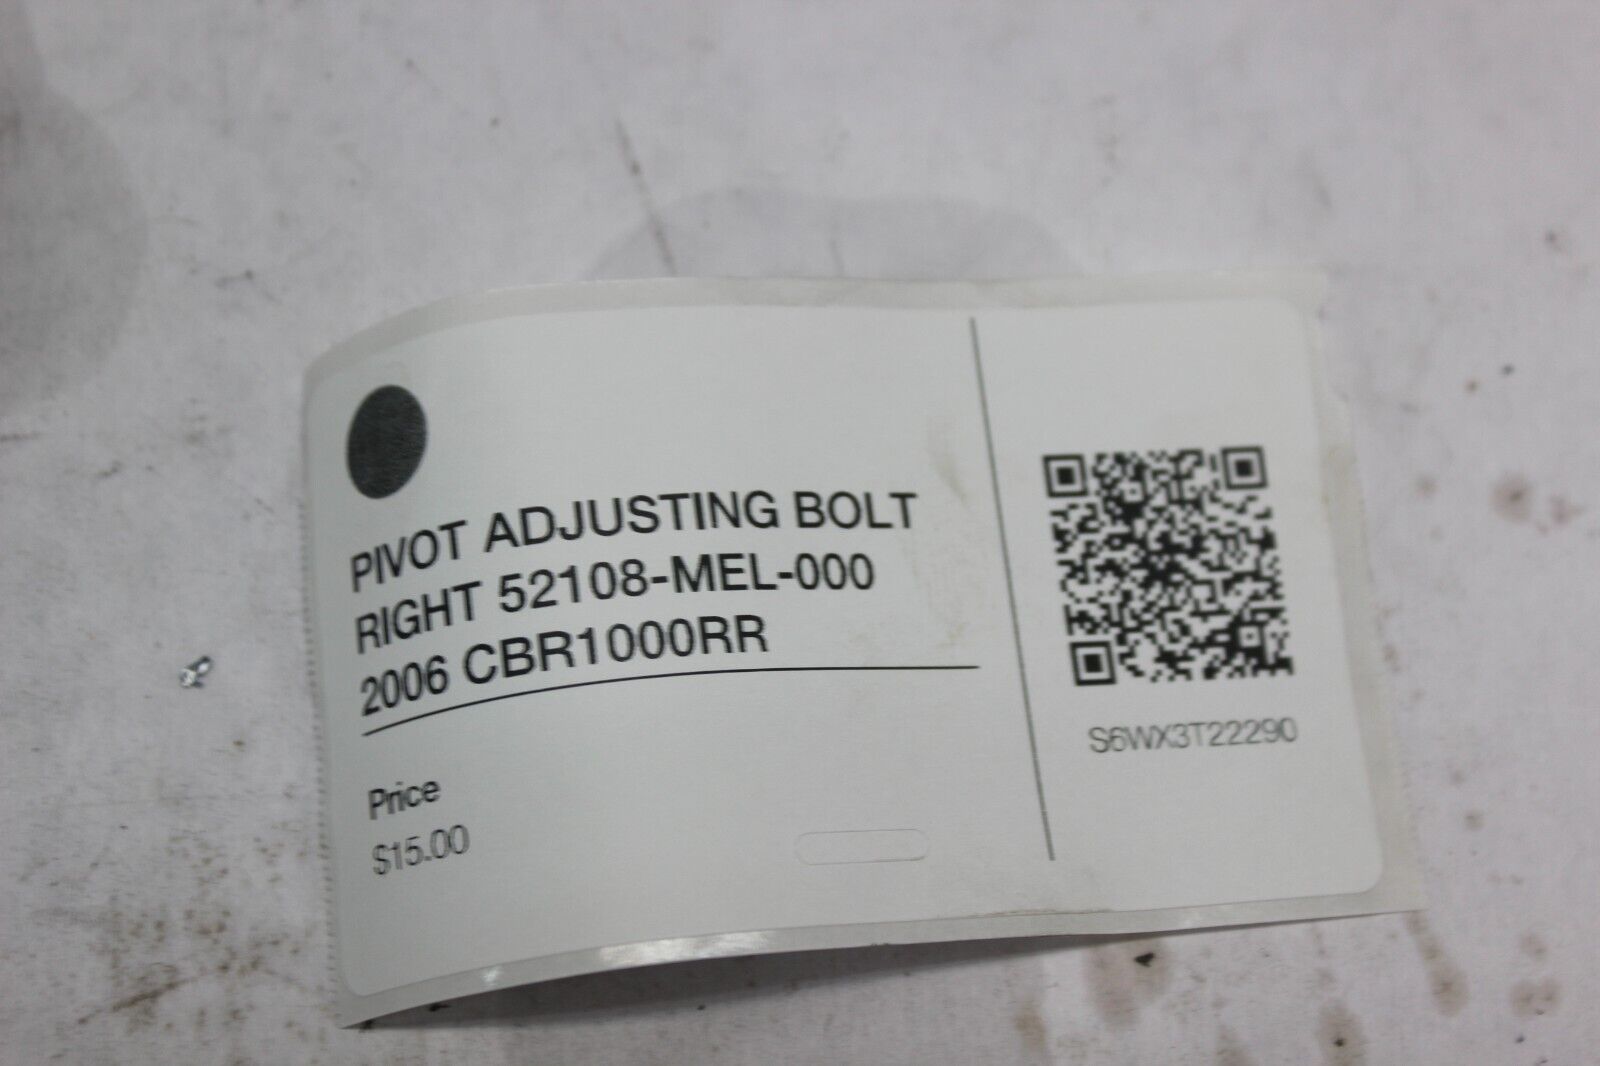 PIVOT ADJUSTING BOLT
RIGHT 52108-MEL-000
2006 CBR1000RR
Price
$15.00
S6WX3T22290